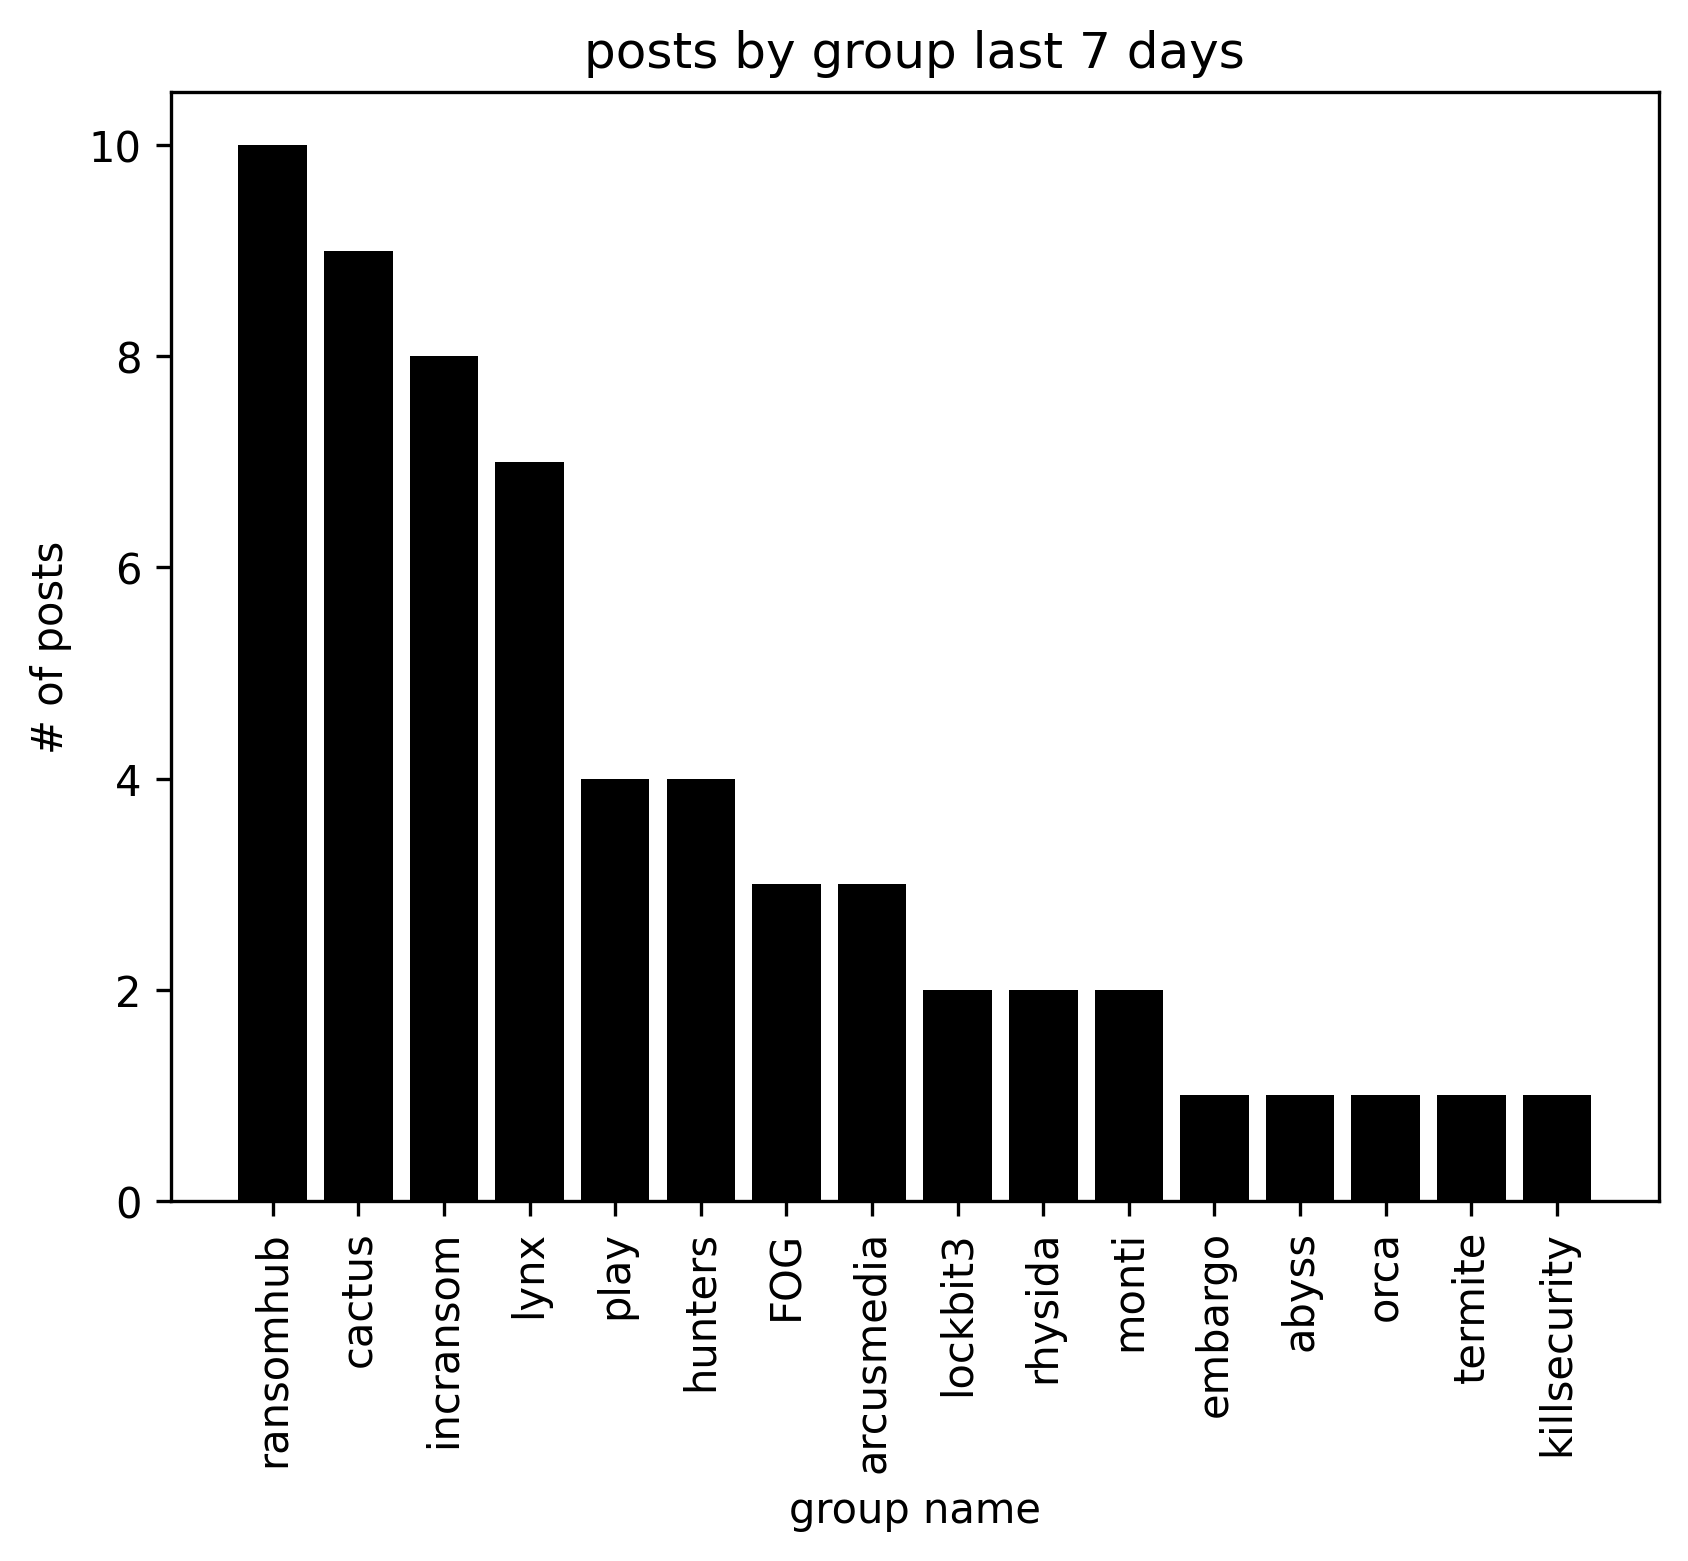 posts by group last 7 days
# of posts
10
8
6
4
2
0
ransomhub
cactus
incransom
lynx
play
hunters
FOG
arcusmedia
lockbit3
rhysida
monti
embargo
abyss
orca
termite
killsecurity
group name